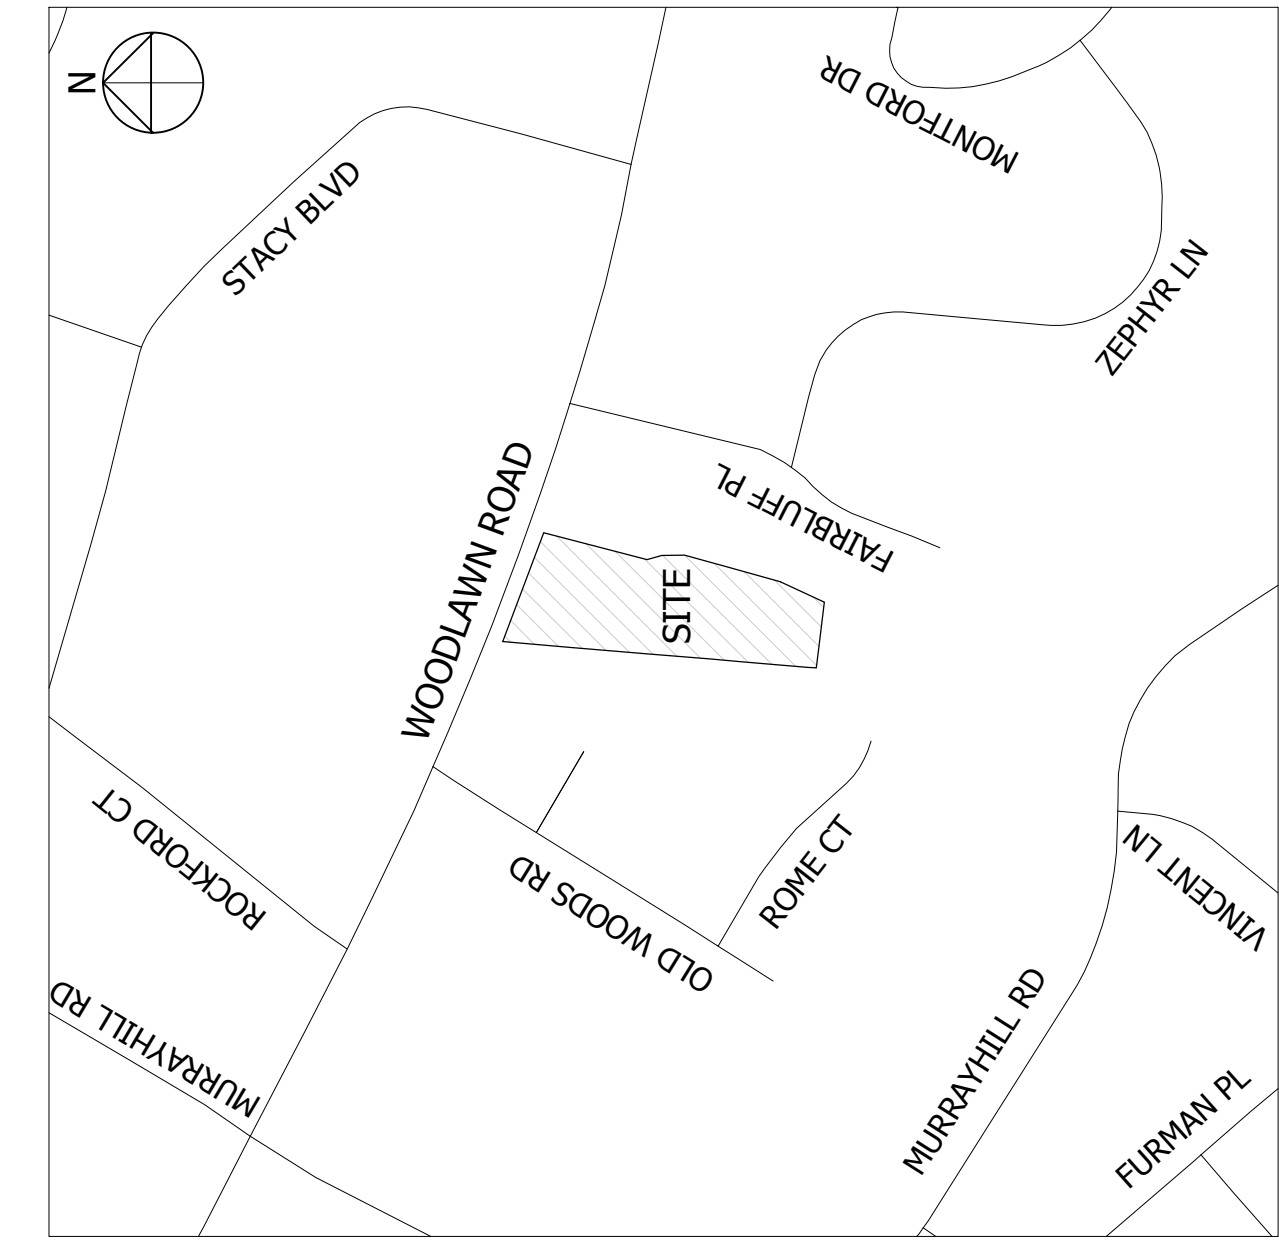 N
MONTFORD DR
STACY BLVD
ZEPHYR LN
WOODLAWN ROAD
FAIRBLUFF PL
SITE
ROCKFORD CT
OLD WOODS RD
ROME CT
VINCENT LN
MURRAYHILL RD
MURRAYHILL RD
FURMAN PL